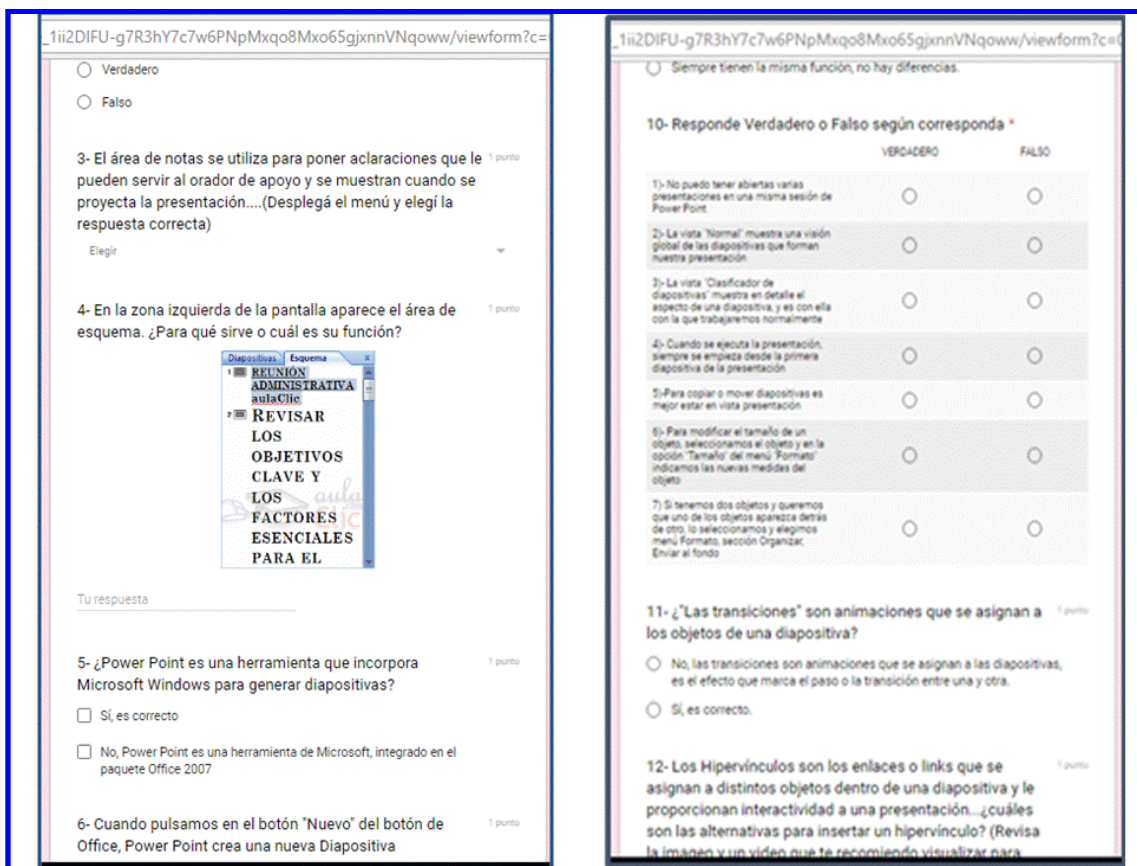 _1ii2DIFU-g7R3hY7c7w6PNpMxqo8Mxo65gjxnnVNqoww/viewform?c=
Verdadero
Falso
3- El área de notas se utiliza para poner aclaraciones que le 1 punto
pueden servir al orador de apoyo y se muestran cuando se
proyecta la presentación....(Desplegá el menú y elegí la
respuesta correcta)
Elegir
4- En la zona izquierda de la pantalla aparece el área de 1 punto
esquema. ¿Para qué sirve o cuál es su función?
Diapositivas Esquema x
1 REUNIÓN
ADMINISTRATIVA
aulaClic
2 REVISAR
LOS
OBJETIVOS
CLAVE Y
LOS
FACTORES
ESENCIALES
PARA EL
aula
Clic
Tu respuesta
5- ¿Power Point es una herramienta que incorpora 1 punto
Microsoft Windows para generar diapositivas?
Sí, es correcto
No, Power Point es una herramienta de Microsoft, integrado en el
paquete Office 2007
6- Cuando pulsamos en el botón "Nuevo" del botón de 1 punto
Office, Power Point crea una nueva Diapositiva
_1ii2DIFU-g7R3hY7c7w6PNpMxqo8Mxo65gjxnnVNqoww/viewform?c=
Siempre tienen la misma función, no hay diferencias.
10- Responde Verdadero o Falso según corresponda *
VERDADERO FALSO
1)- No puedo tener abiertas varias
presentaciones en una misma sesión de
Power Point
2)- La vista 'Normal' muestra una visión
global de las diapositivas que forman
nuestra presentación
3)- La vista 'Clasificador de
diapositivas' muestra en detalle el
aspecto de una diapositiva, y es con ella
con la que trabajaremos normalmente
4)- Cuando se ejecuta la presentación,
siempre se empieza desde la primera
diapositiva de la presentación
5)-Para copiar o mover diapositivas es
mejor estar en vista presentación
6)- Para modificar el tamaño de un
objeto, seleccionamos el objeto y en la
opción 'Tamaño' del menú 'Formato'
indicamos las nuevas medidas del
objeto
7) Si tenemos dos objetos y queremos
que uno de los objetos aparezca detrás
de otro, lo seleccionamos y elegimos
menú Formato, sección Organizar,
Enviar al fondo
11- ¿"Las transiciones" son animaciones que se asignan a 1 punto
los objetos de una diapositiva?
No, las transiciones son animaciones que se asignan a las diapositivas,
es el efecto que marca el paso o la transición entre una y otra.
Sí, es correcto.
12- Los Hipervínculos son los enlaces o links que se 1 punto
asignan a distintos objetos dentro de una diapositiva y le
proporcionan interactividad a una presentación...¿cuáles
son las alternativas para insertar un hipervínculo? (Revisa
la imagen y un video que te recomiendo visualizar para